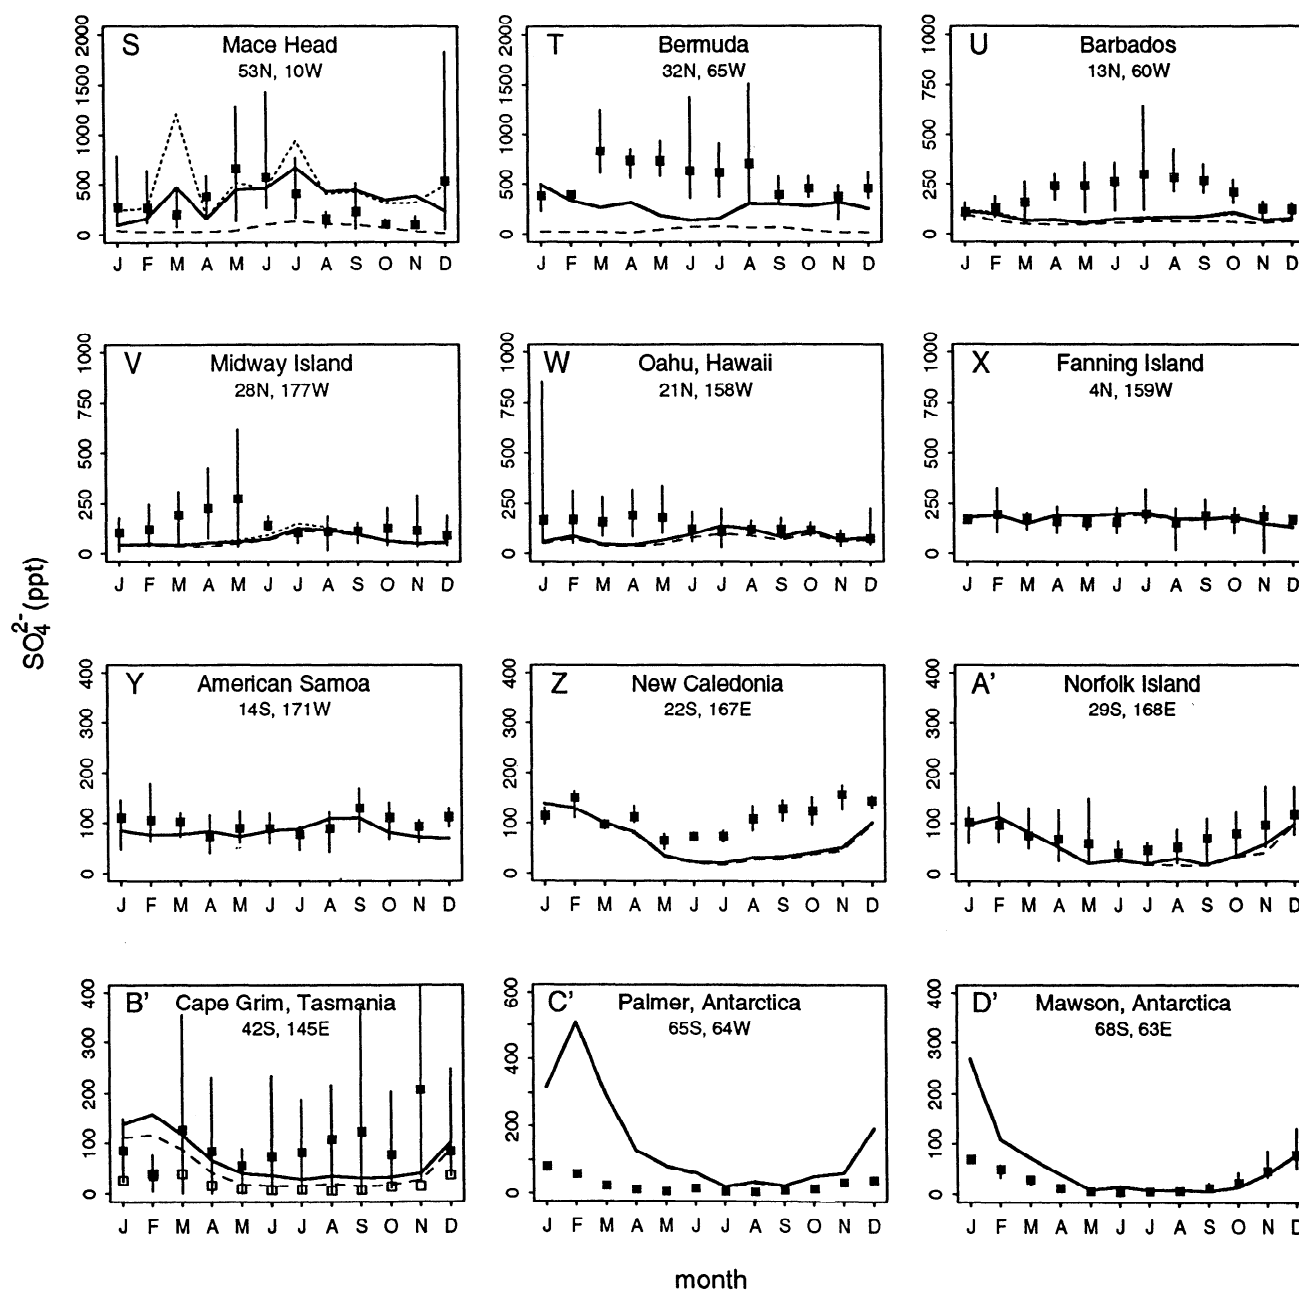 SO₄²⁻ (ppt)
S Mace Head
53N, 10W
2000
1500
1000
500
0
J F M A M J J A S O N D
T Bermuda
32N, 65W
2000
1500
1000
500
0
J F M A M J J A S O N D
U Barbados
13N, 60W
1000
750
500
250
0
J F M A M J J A S O N D
V Midway Island
28N, 177W
1000
750
500
250
0
J F M A M J J A S O N D
W Oahu, Hawaii
21N, 158W
1000
750
500
250
0
J F M A M J J A S O N D
X Fanning Island
4N, 159W
1000
750
500
250
0
J F M A M J J A S O N D
Y American Samoa
14S, 171W
400
300
200
100
0
J F M A M J J A S O N D
Z New Caledonia
22S, 167E
400
300
200
100
0
J F M A M J J A S O N D
A' Norfolk Island
29S, 168E
400
300
200
100
0
J F M A M J J A S O N D
B' Cape Grim, Tasmania
42S, 145E
400
300
200
100
0
J F M A M J J A S O N D
C' Palmer, Antarctica
65S, 64W
600
400
200
0
J F M A M J J A S O N D
D' Mawson, Antarctica
68S, 63E
400
300
200
100
0
J F M A M J J A S O N D
month